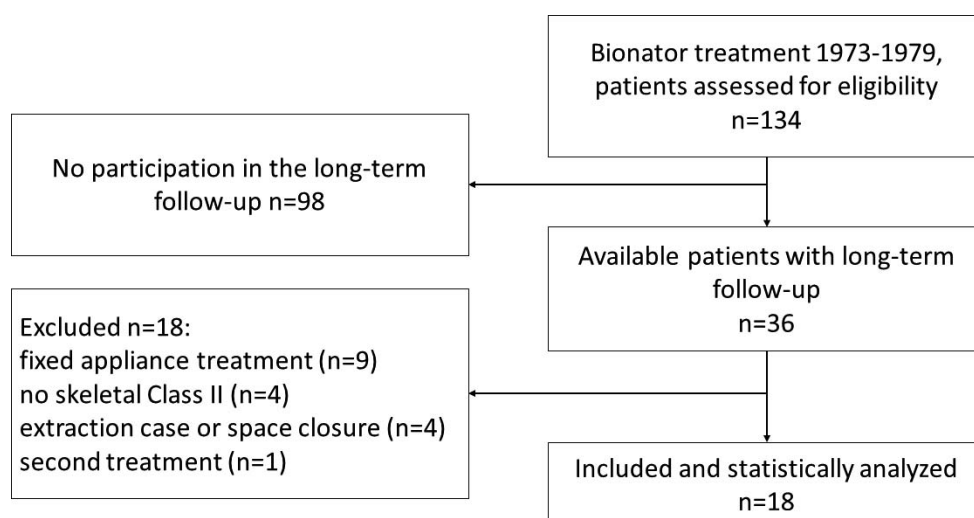 Bionator treatment 1973-1979,
patients assessed for eligibility
n=134
No participation in the long-term
follow-up n=98
Available patients with long-term
follow-up
n=36
Excluded n=18:
fixed appliance treatment (n=9)
no skeletal Class II (n=4)
extraction case or space closure (n=4)
second treatment (n=1)
Included and statistically analyzed
n=18